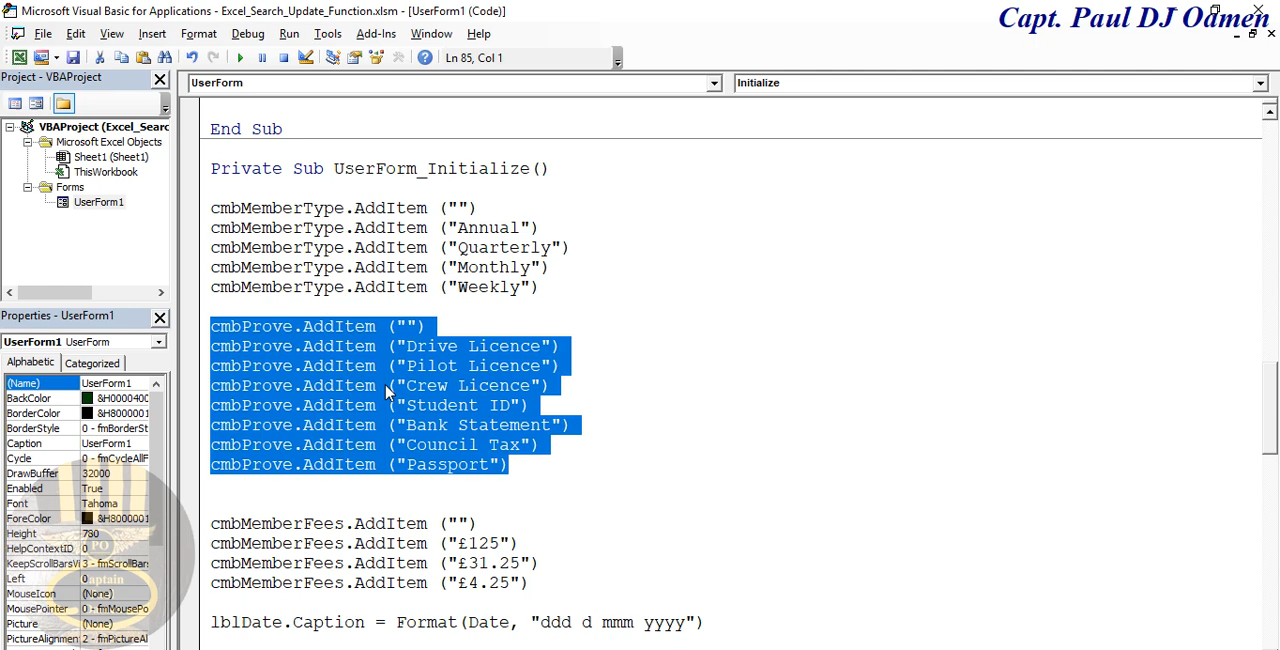 Microsoft Visual Basic for Applications - Excel_Search_Update_Function.xlsm - [UserForm1 (Code)]
Capt. Paul DJ Oamen
File Edit View Insert Format Debug Run Tools Add-Ins Window Help
Ln 85, Col 1
Project - VBAProject
UserForm Initialize
VBAProject (Excel_Searc
Microsoft Excel Objects
Sheet1 (Sheet1)
ThisWorkbook
Forms
UserForm1
Properties - UserForm1
UserForm1 UserForm
Alphabetic Categorized
(Name) UserForm1
BackColor &H0000400
BorderColor &H8000001
BorderStyle 0 - fmBorderSt
Caption UserForm1
Cycle 0 - fmCycleAllF
DrawBuffer 32000
Enabled True
Font Tahoma
ForeColor &H8000001
Height 780
HelpContextID 0
KeepScrollBarsVi 3 - fmScrollBars
Left 0
MouseIcon (None)
MousePointer 0 - fmMousePo
Picture (None)
PictureAlignmen 2 - fmPictureAl
PO
Captain
End Sub
Private Sub UserForm_Initialize()
cmbMemberType.AddItem ("")
cmbMemberType.AddItem ("Annual")
cmbMemberType.AddItem ("Quarterly")
cmbMemberType.AddItem ("Monthly")
cmbMemberType.AddItem ("Weekly")
cmbProve.AddItem ("")
cmbProve.AddItem ("Drive Licence")
cmbProve.AddItem ("Pilot Licence")
cmbProve.AddItem ("Crew Licence")
cmbProve.AddItem ("Student ID")
cmbProve.AddItem ("Bank Statement")
cmbProve.AddItem ("Council Tax")
cmbProve.AddItem ("Passport")
cmbMemberFees.AddItem ("")
cmbMemberFees.AddItem ("£125")
cmbMemberFees.AddItem ("£31.25")
cmbMemberFees.AddItem ("£4.25")
lblDate.Caption = Format(Date, "ddd d mmm yyyy")